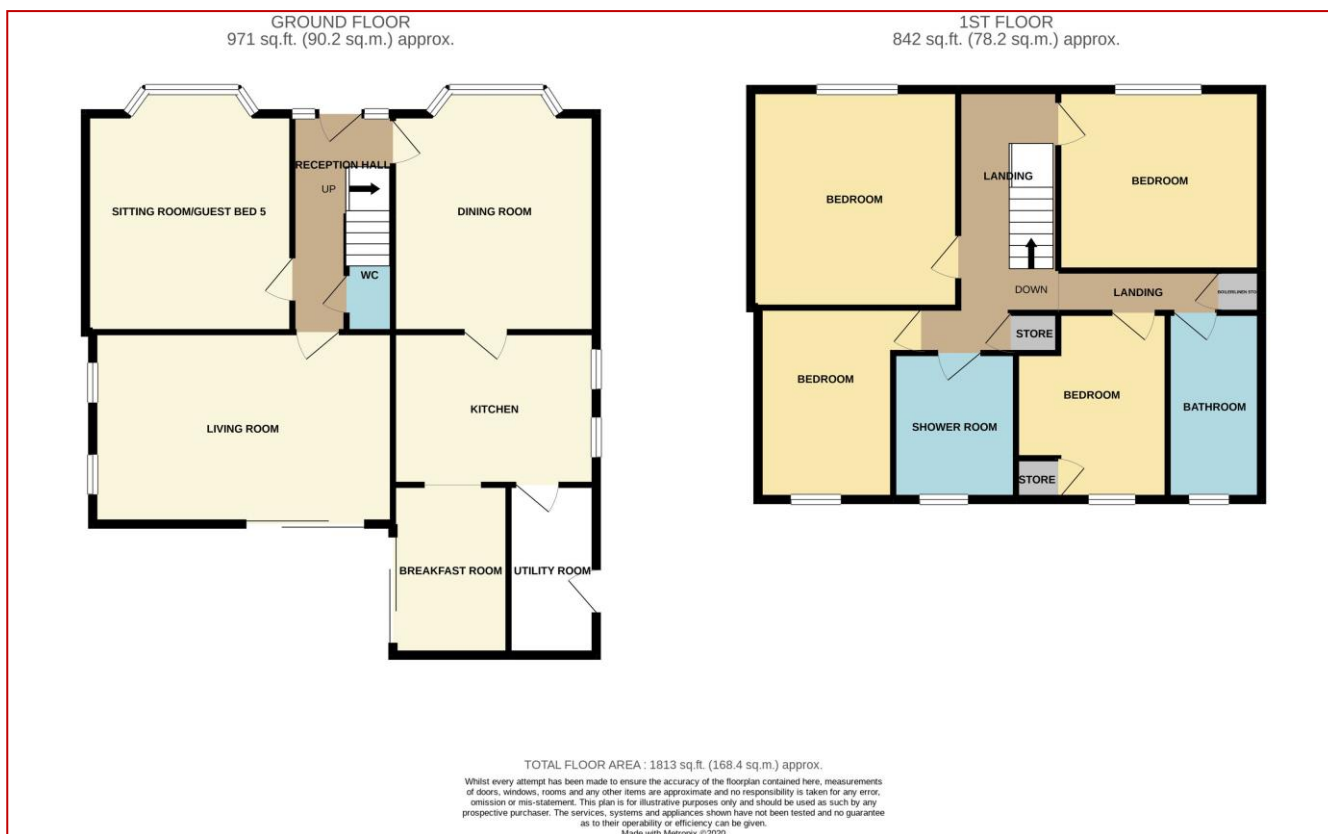 GROUND FLOOR
971 sq.ft. (90.2 sq.m.) approx.
1ST FLOOR
842 sq.ft. (78.2 sq.m.) approx.
RECEPTION HALL
UP
SITTING ROOM/GUEST BED 5
DINING ROOM
WC
LIVING ROOM
KITCHEN
BREAKFAST ROOM
UTILITY ROOM
LANDING
BEDROOM
BEDROOM
DOWN
LANDING
STORE
BEDROOM
BEDROOM
SHOWER ROOM
BATHROOM
STORE
TOTAL FLOOR AREA : 1813 sq.ft. (168.4 sq.m.) approx.
Whilst every attempt has been made to ensure the accuracy of the floorplan contained here, measurements
of doors, windows, rooms and any other items are approximate and no responsibility is taken for any error,
omission or mis-statement. This plan is for illustrative purposes only and should be used as such by any
prospective purchaser. The services, systems and appliances shown have not been tested and no guarantee
as to their operability or efficiency can be given.
Made with Metropix ©2020